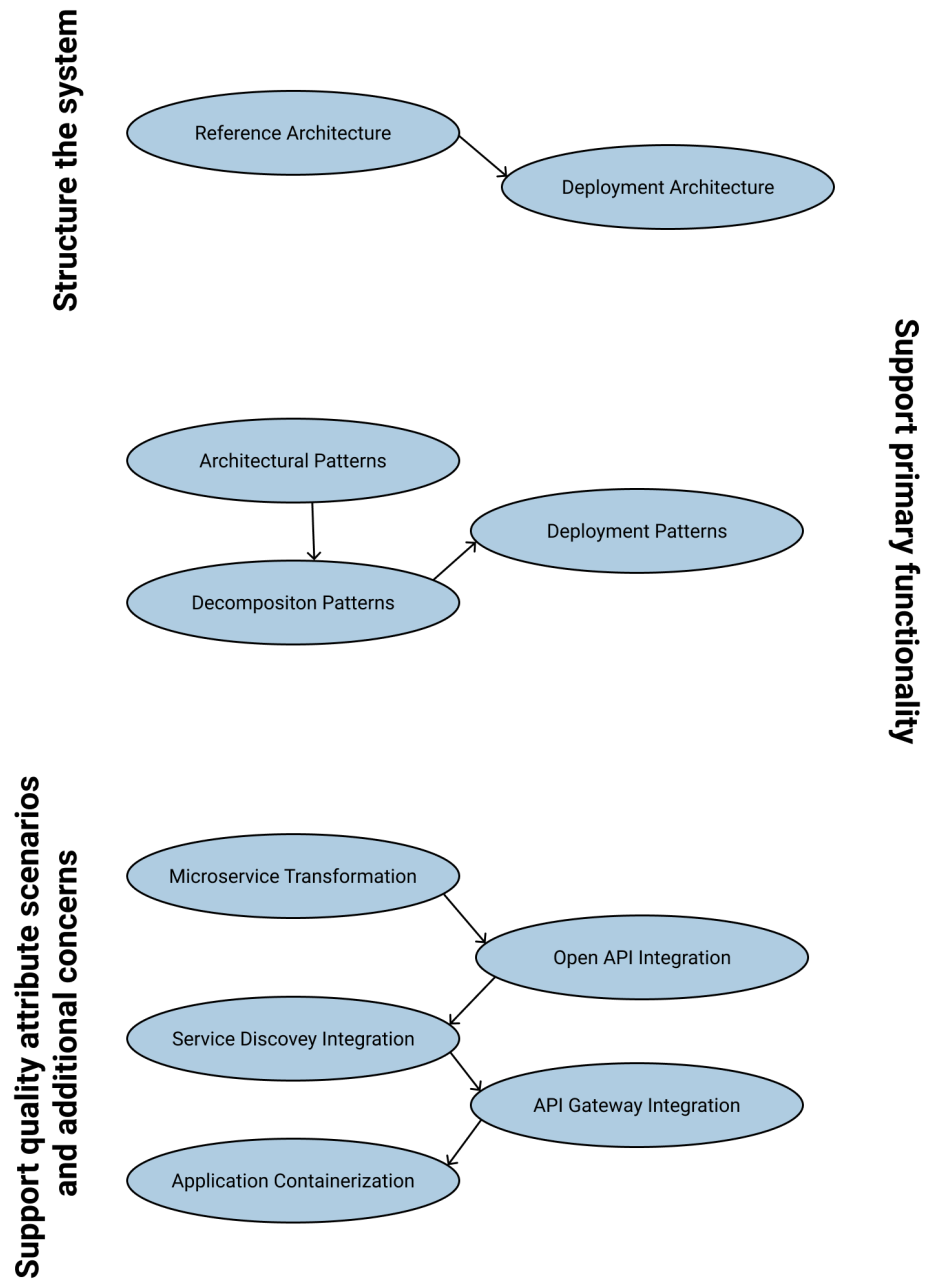 Structure the system
Reference Architecture
Deployment Architecture
Support primary functionality
Architectural Patterns
Deployment Patterns
Decompositon Patterns
Support quality attribute scenarios
and additional concerns
Microservice Transformation
Open API Integration
Service Discovey Integration
API Gateway Integration
Application Containerization